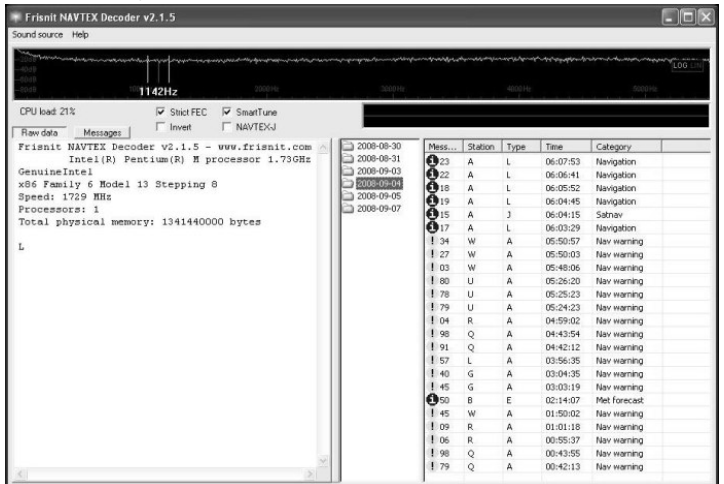 Frisnit NAVTEX Decoder v2.1.5
Sound source Help
LOG LIN
1142Hz
2000Hz
3000Hz
4000Hz
5000Hz
CPU load: 21%
Strict FEC
SmartTune
Invert
NAVTEX-J
Raw data
Messages
Frisnit NAVTEX Decoder v2.1.5 - www.frisnit.com
Intel(R) Pentium(R) M processor 1.73GHz
GenuineIntel
x86 Family 6 Model 13 Stepping 8
Speed: 1729 MHz
Processors: 1
Total physical memory: 1341440000 bytes
L
2008-08-30
2008-08-31
2008-09-03
2008-09-04
2008-09-05
2008-09-07
Mess... Station Type Time Category
23 A L 06:07:53 Navigation
22 A L 06:06:41 Navigation
18 A L 06:05:52 Navigation
19 A L 06:04:45 Navigation
15 A J 06:04:15 Satnav
17 A L 06:03:29 Navigation
34 W A 05:50:57 Nav warning
27 W A 05:50:03 Nav warning
03 W A 05:48:06 Nav warning
80 U A 05:26:20 Nav warning
78 U A 05:25:23 Nav warning
79 U A 05:24:23 Nav warning
04 R A 04:59:02 Nav warning
98 Q A 04:43:54 Nav warning
91 Q A 04:42:12 Nav warning
57 L A 03:56:35 Nav warning
40 G A 03:04:35 Nav warning
45 G A 03:03:19 Nav warning
50 B E 02:14:07 Met forecast
45 W A 01:50:02 Nav warning
09 R A 01:01:18 Nav warning
06 R A 00:55:37 Nav warning
98 Q A 00:43:55 Nav warning
79 Q A 00:42:13 Nav warning